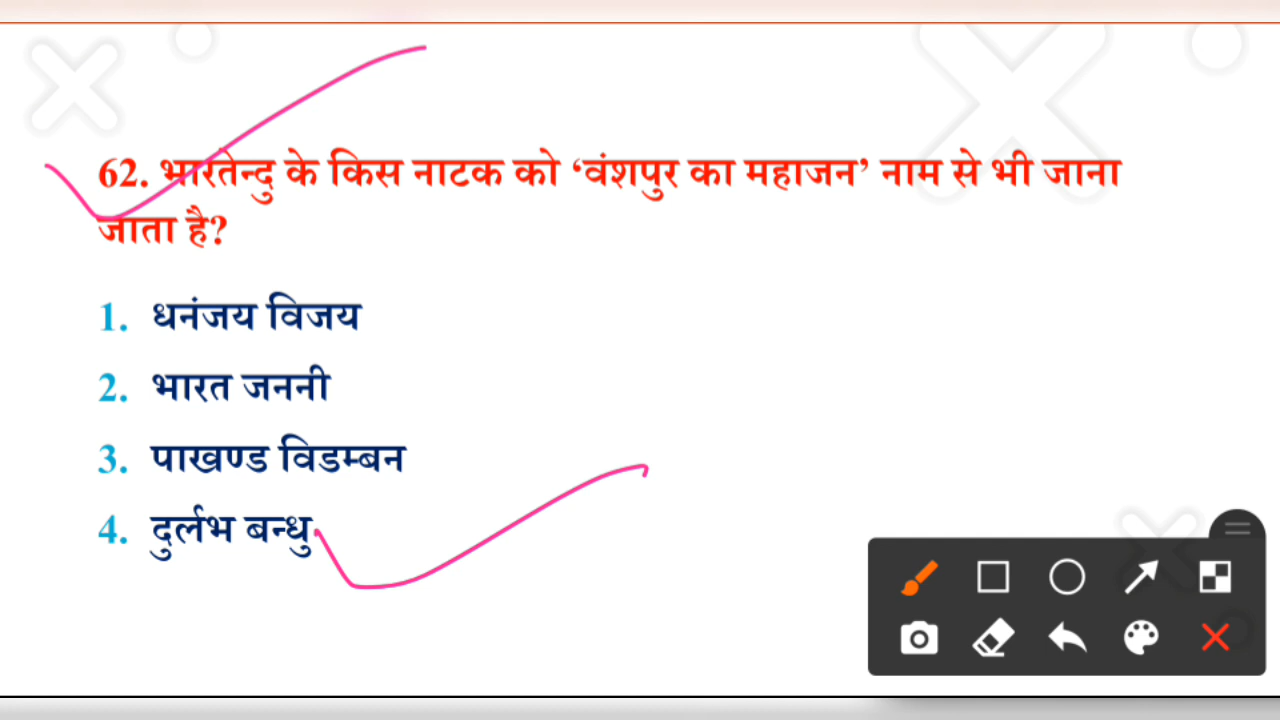 62. भारतेन्दु के किस नाटक को ‘वंशपुर का महाजन’ नाम से भी जाना
जाता है?
1. धनंजय विजय
2. भारत जननी
3. पाखण्ड विडम्बन
4. दुर्लभ बन्धु